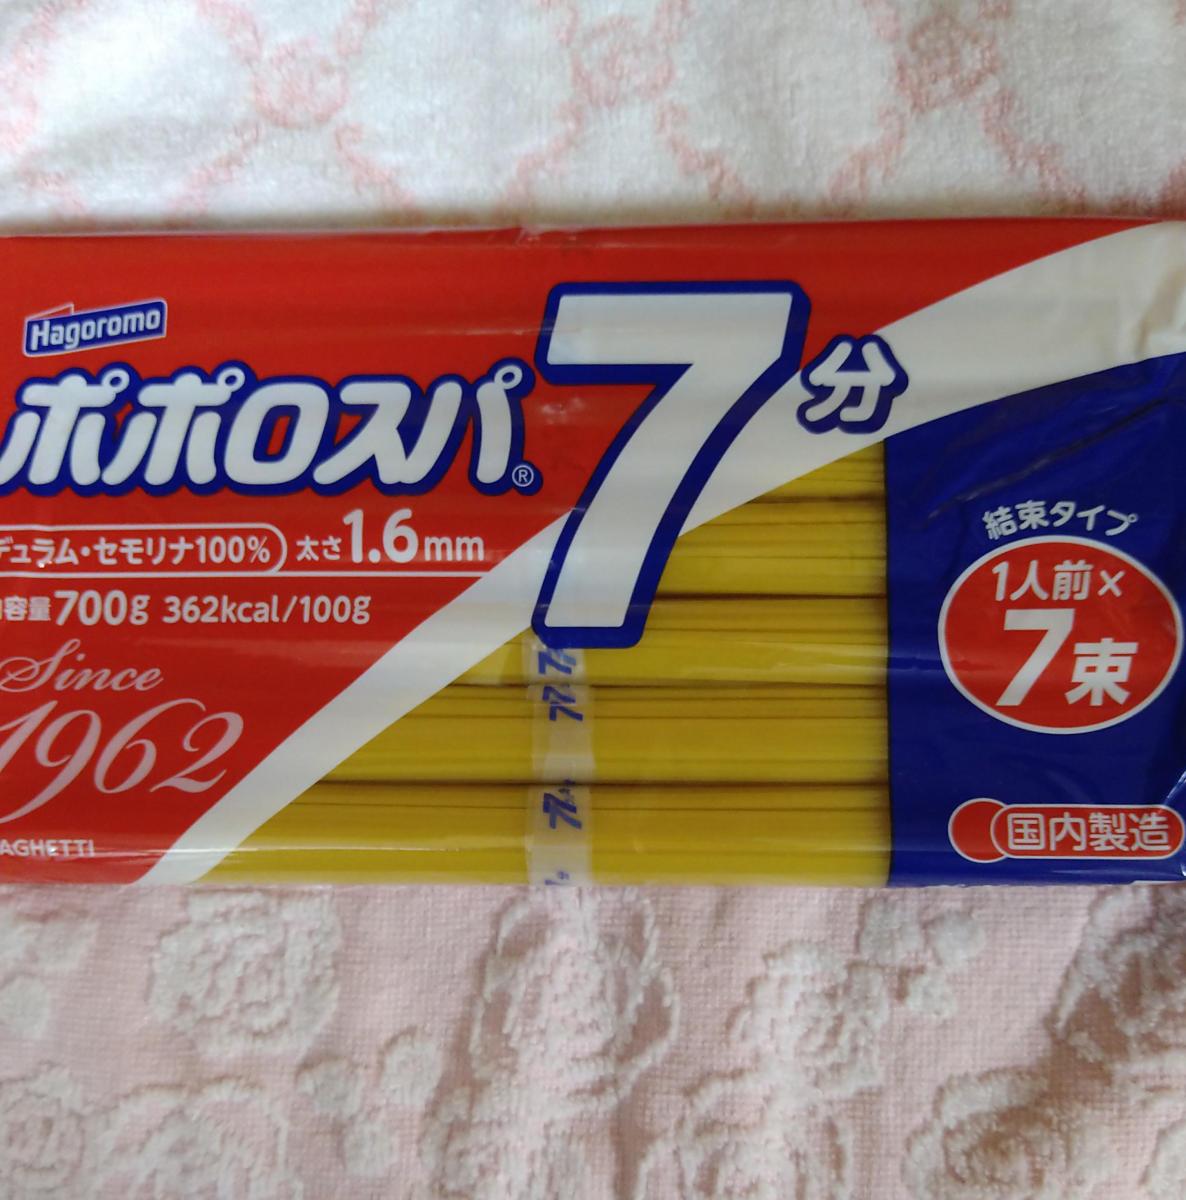 Hagoromo
ポポロスパ®
7分
デュラム・セモリナ100%
太さ1.6mm
内容量700g 362kcal/100g
Since
1962
結束タイプ
1人前×
7束
国内製造